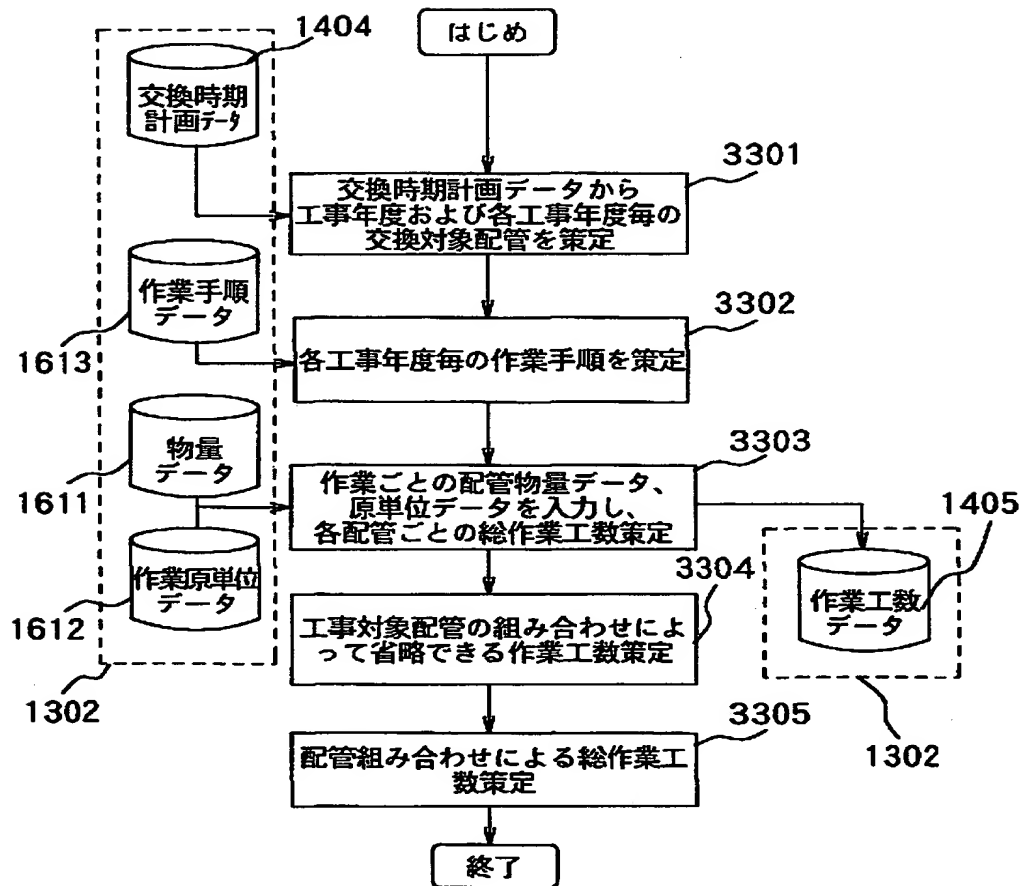 はじめ
1404
交換時期
計画データ
3301
交換時期計画データから
工事年度および各工事年度毎の
交換対象配管を策定
作業手順
データ
1613
3302
各工事年度毎の作業手順を策定
物量
データ
1611
3303
作業ごとの配管物量データ、
原単位データを入力し、
各配管ごとの総作業工数策定
1405
作業工数
データ
1302
作業原単位
データ
1612
1302
3304
工事対象配管の組み合わせによ
って省略できる作業工数策定
3305
配管組み合わせによる総作業工
数策定
終了